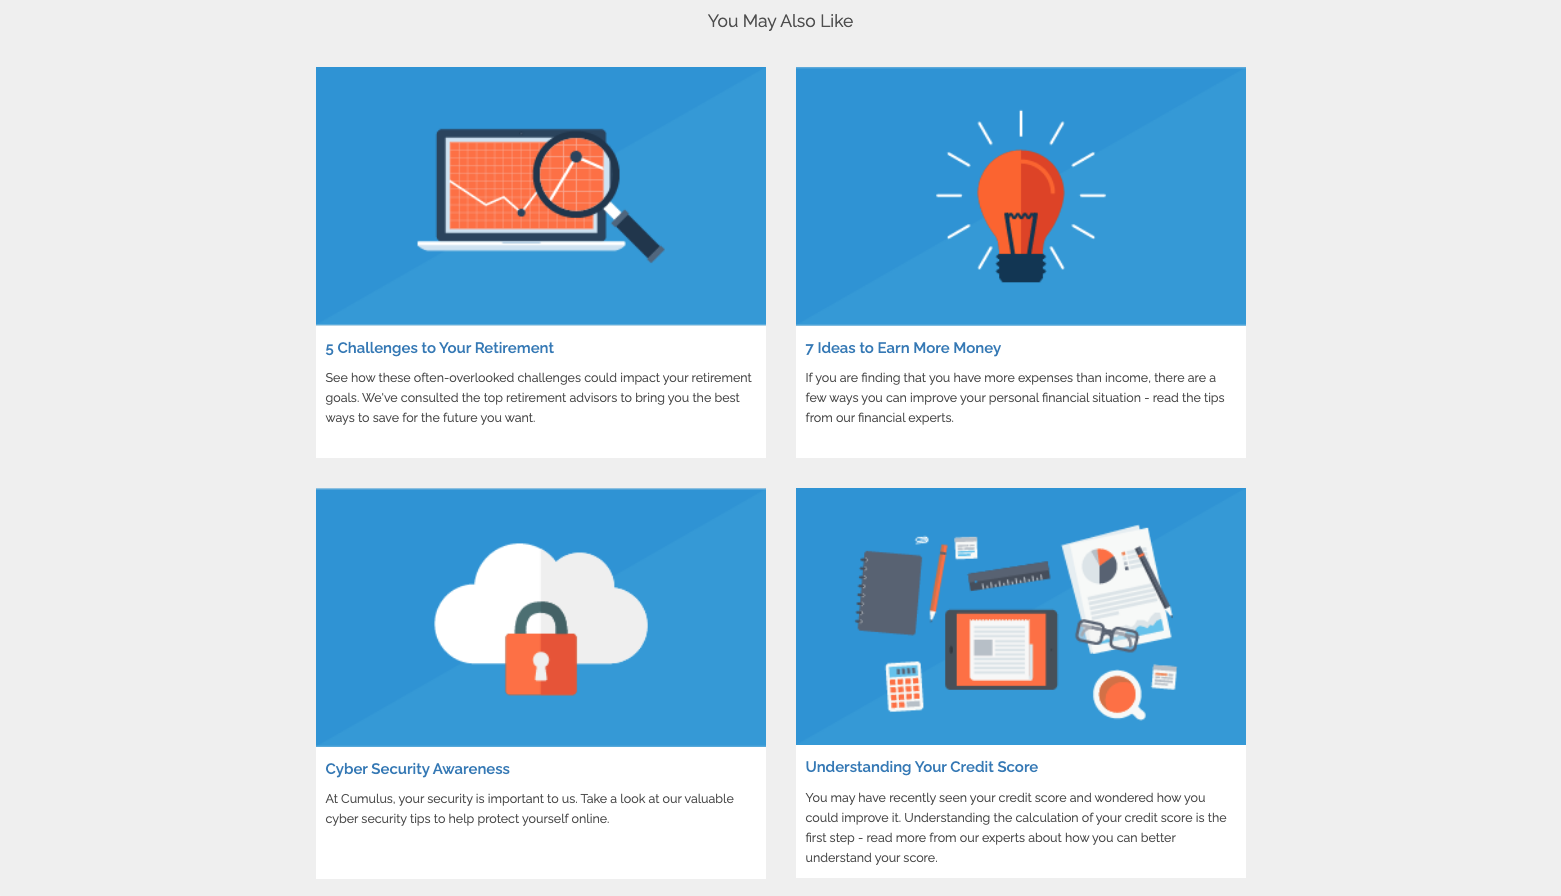 You May Also Like
5 Challenges to Your Retirement
See how these often-overlooked challenges could impact your retirement
goals. We've consulted the top retirement advisors to bring you the best
ways to save for the future you want.
7 Ideas to Earn More Money
If you are finding that you have more expenses than income, there are a
few ways you can improve your personal financial situation - read the tips
from our financial experts.
Cyber Security Awareness
At Cumulus, your security is important to us. Take a look at our valuable
cyber security tips to help protect yourself online.
Understanding Your Credit Score
You may have recently seen your credit score and wondered how you
could improve it. Understanding the calculation of your credit score is the
first step - read more from our experts about how you can better
understand your score.